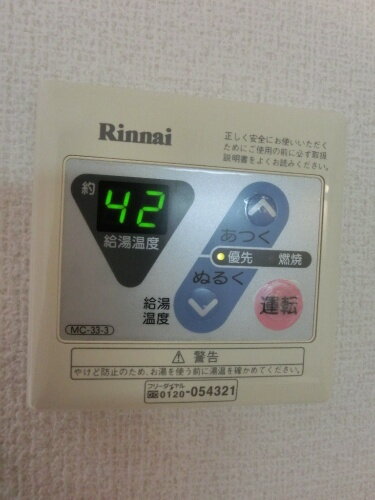 Rinnai
正しく安全にお使いいただく
ためにご使用の前に必ず取扱
説明書をよくお読みください。
約 42
給湯温度
あつく
優先 燃焼
ぬるく
給湯
温度
運転
MC-33-3
⚠ 警告
やけど防止のため、お湯を使う前に湯温を確かめてください。
フリーダイヤル
0120-054321